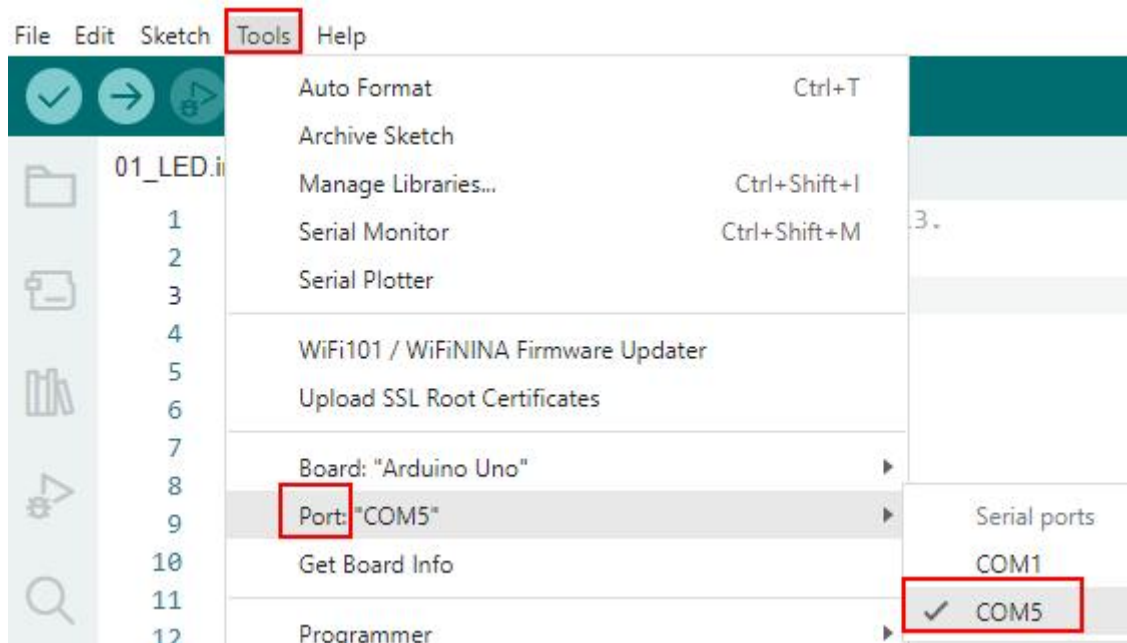 File Edit Sketch Tools Help
Auto Format Ctrl+T
Archive Sketch
01_LED.i
Manage Libraries... Ctrl+Shift+I
1
3.
Serial Monitor Ctrl+Shift+M
2
Serial Plotter
3
4
WiFi101 / WiFiNINA Firmware Updater
5
Upload SSL Root Certificates
6
7
Board: "Arduino Uno"
8
Port: "COM5"
Serial ports
9
Get Board Info
COM1
10
11
COM5
12
Programmer